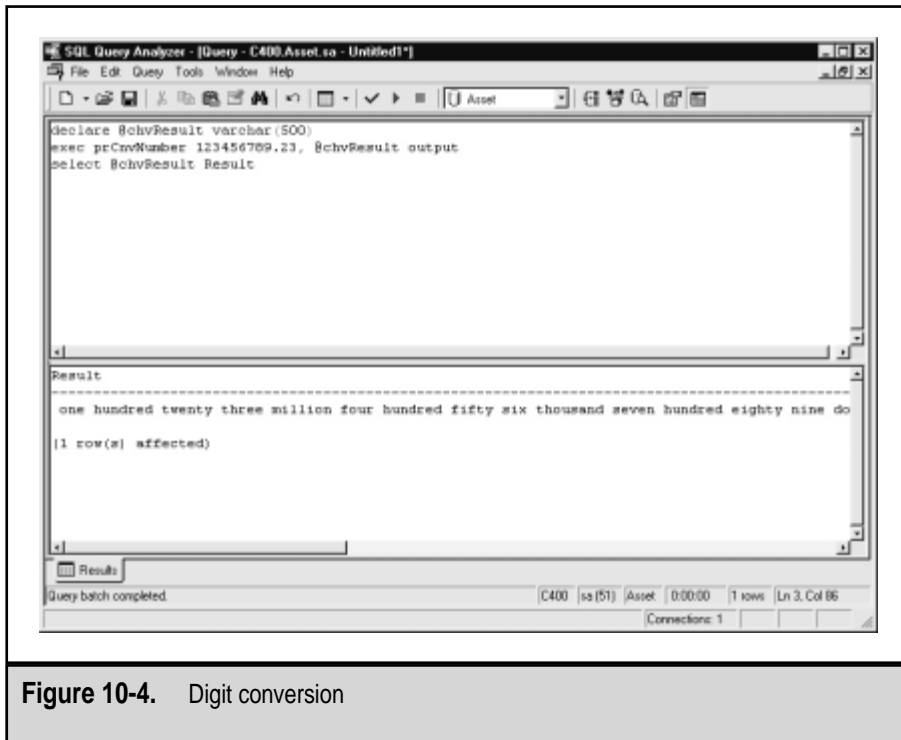 SQL Query Analyzer - [Query - C400.Asset.sa - Untitled1*]
File Edit Query Tools Window Help
Asset
declare @chvResult varchar(500)
exec prCnvNumber 123456789.23, @chvResult output
select @chvResult Result
Result
--------------------------------------------------------------------------------
one hundred twenty three million four hundred fifty six thousand seven hundred eighty nine do
(1 row(s) affected)
Results
Query batch completed. C400 sa (51) Asset 0:00:00 1 rows Ln 3, Col 86
Connections: 1
Figure 10-4. Digit conversion